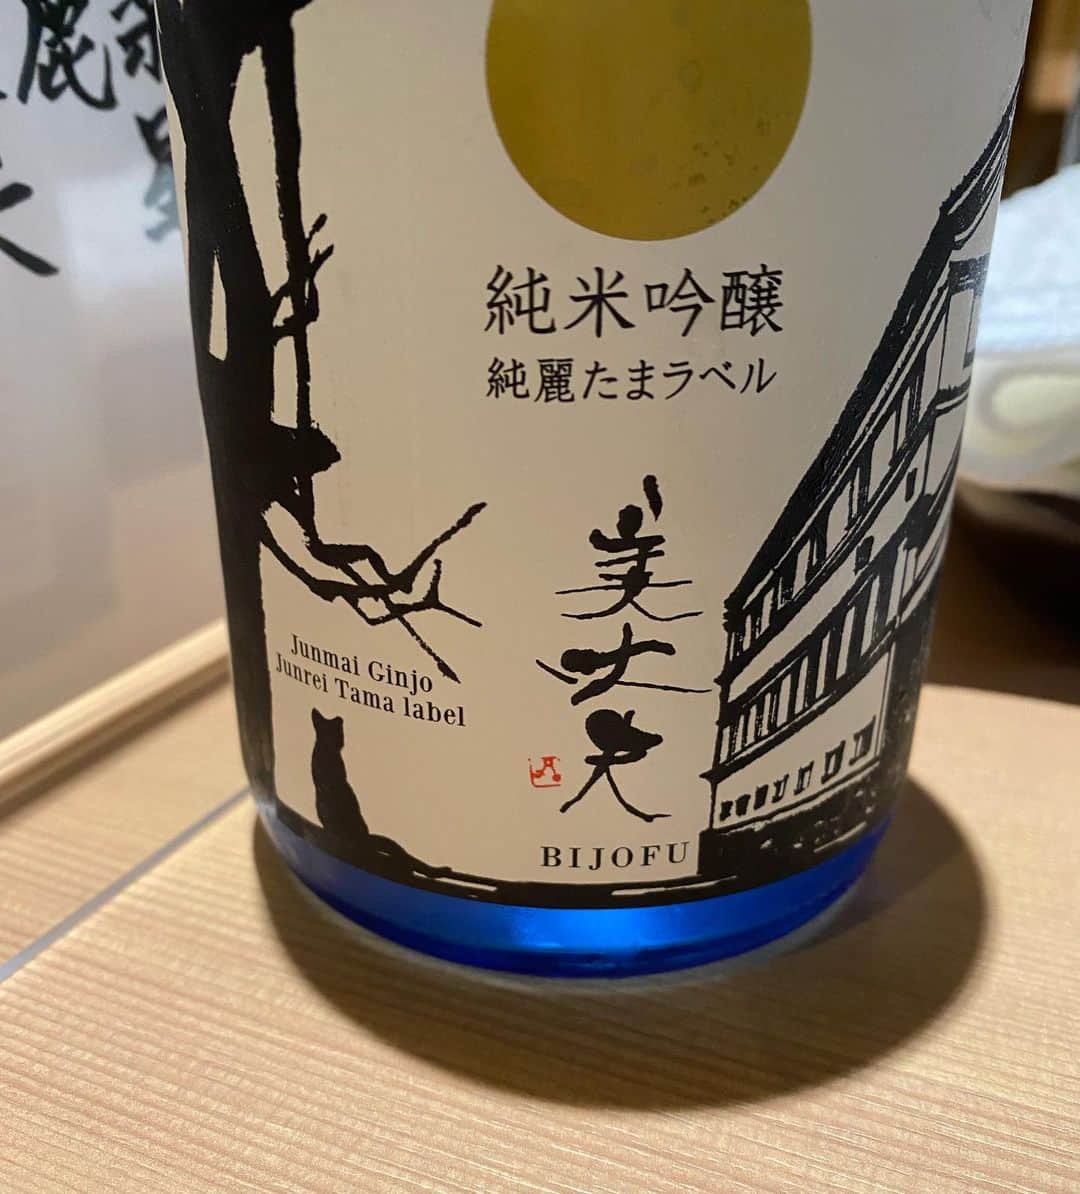 純米吟醸
純麗たまラベル
美丈夫
Junmai Ginjo
Junrei Tama label
BIJOFU